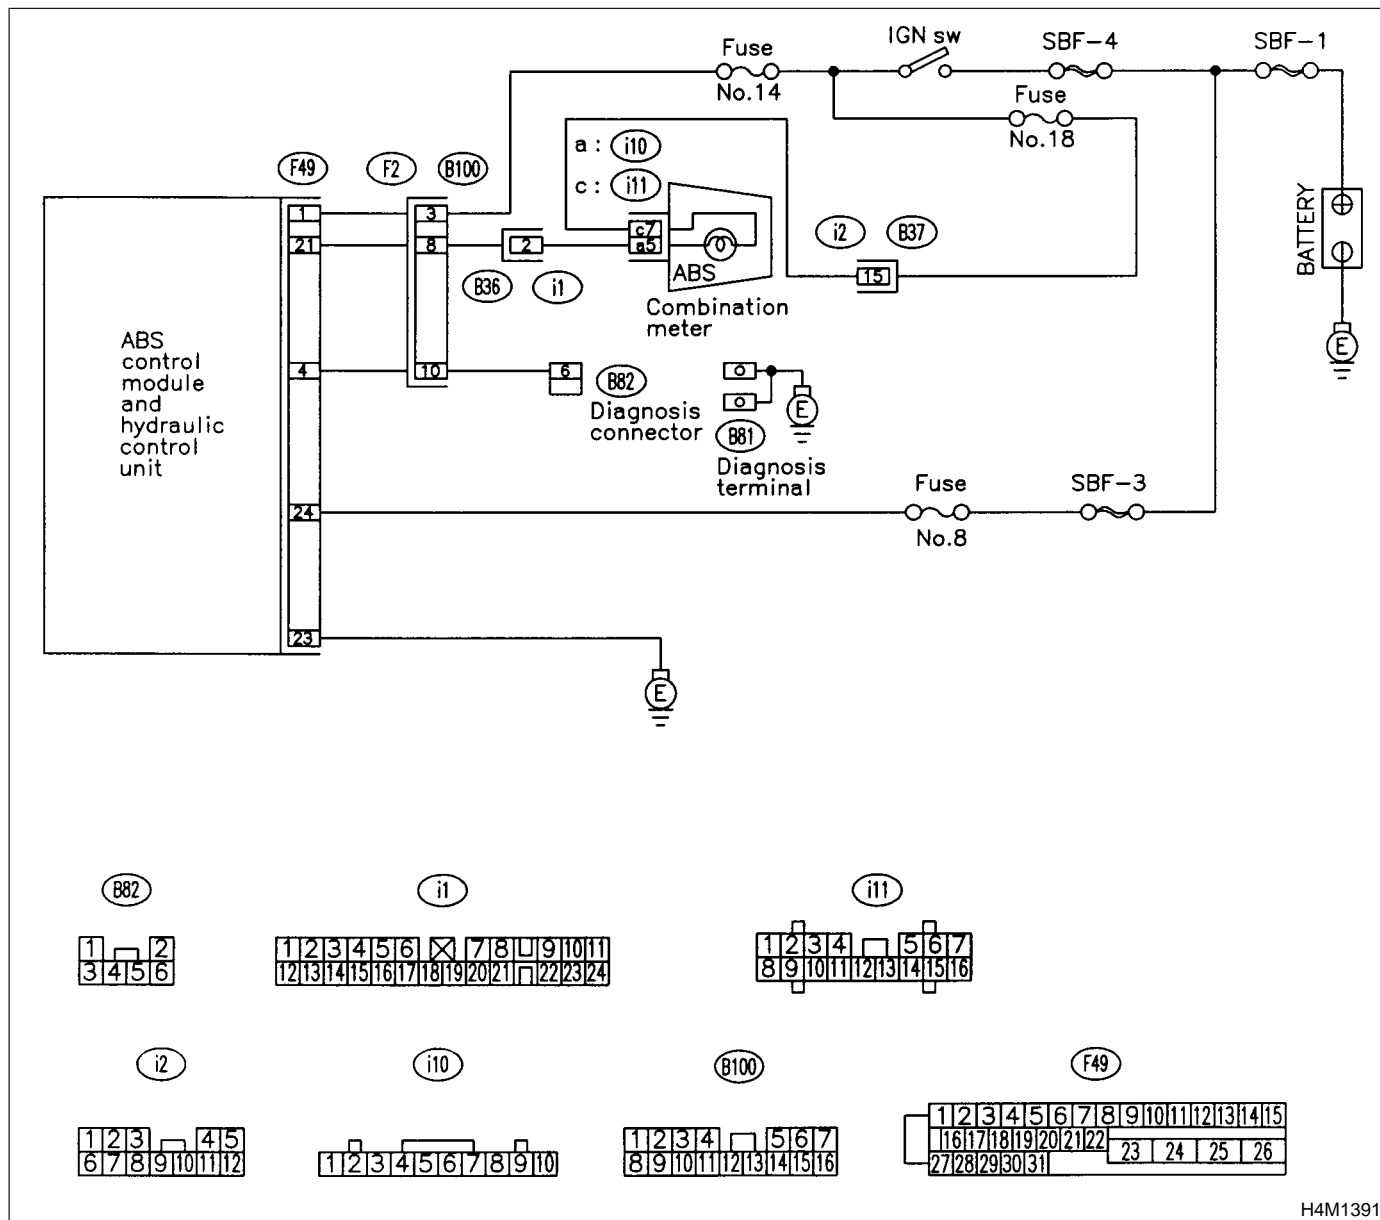 IGN sw
SBF-4
SBF-1
Fuse
No.14
Fuse
No.18
a : i10
c : i11
F49
F2
B100
1
3
c7
21
8
2
a5
ABS
i2
B37
15
BATTERY
B36
i1
Combination
meter
E
ABS
control
module
and
hydraulic
control
unit
4
10
6
B82
Diagnosis
connector
E
B81
Diagnosis
terminal
Fuse
SBF-3
24
No.8
23
E
B82
i1
i11
1 2
3 4 5 6
1 2 3 4 5 6 7 8 9 10 11
12 13 14 15 16 17 18 19 20 21 22 23 24
1 2 3 4 5 6 7
8 9 10 11 12 13 14 15 16
i2
i10
B100
F49
1 2 3 4 5
6 7 8 9 10 11 12
1 2 3 4 5 6 7 8 9 10
1 2 3 4 5 6 7
8 9 10 11 12 13 14 15 16
1 2 3 4 5 6 7 8 9 10 11 12 13 14 15
16 17 18 19 20 21 22 23 24 25 26
27 28 29 30 31
H4M1391